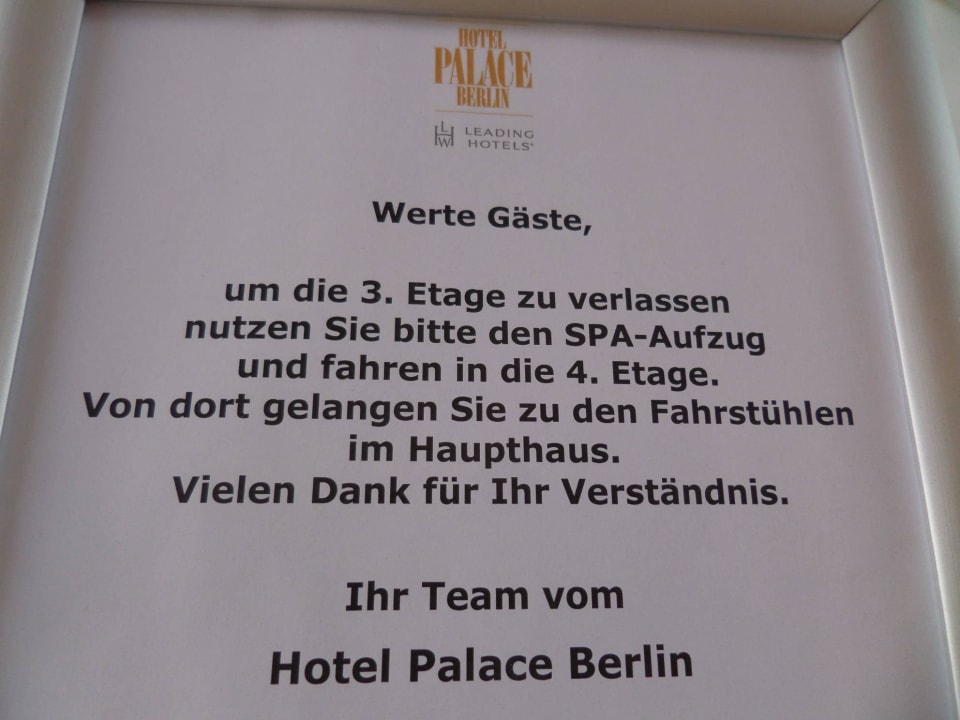 HOTEL
PALACE
BERLIN
LHW
LEADING
HOTELS®
Werte Gäste,
um die 3. Etage zu verlassen
nutzen Sie bitte den SPA-Aufzug
und fahren in die 4. Etage.
Von dort gelangen Sie zu den Fahrstühlen
im Haupthaus.
Vielen Dank für Ihr Verständnis.
Ihr Team vom
Hotel Palace Berlin